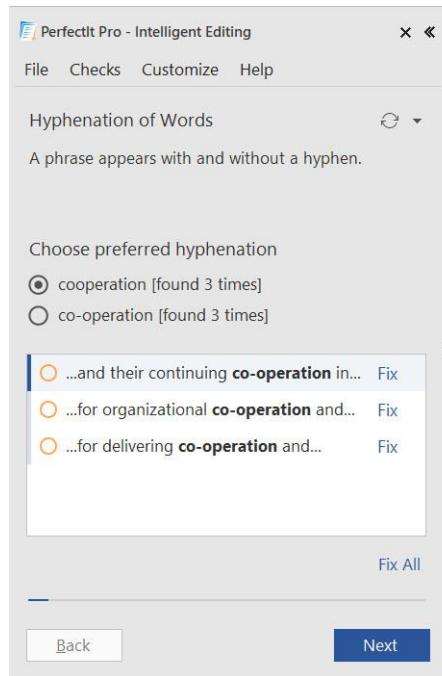 PerfectIt Pro - Intelligent Editing
File Checks Customize Help
Hyphenation of Words
A phrase appears with and without a hyphen.
Choose preferred hyphenation
cooperation [found 3 times]
co-operation [found 3 times]
...and their continuing co-operation in... Fix
...for organizational co-operation and... Fix
...for delivering co-operation and... Fix
Fix All
Back Next